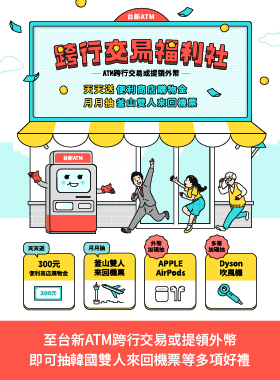 台新ATM
跨行交易福利社
ATM跨行交易或提領外幣
天天送 便利商店購物金
月月抽 釜山雙人來回機票
台新ATM
天天送
300元
便利商店購物金
300元
月月抽
釜山雙人
來回機票
外幣
加碼抽
APPLE
AirPods
多筆
加碼抽
Dyson
吹風機
至台新ATM跨行交易或提領外幣
即可抽韓國雙人來回機票等多項好禮